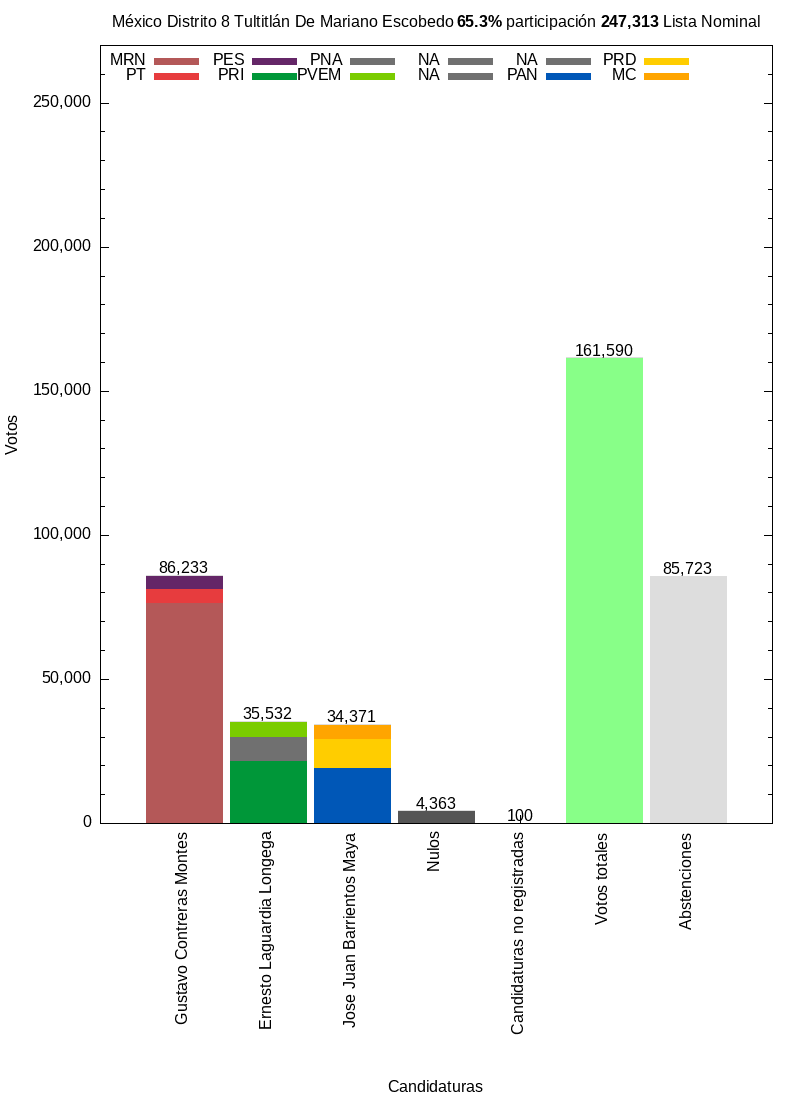 México Distrito 8 Tultitlán De Mariano Escobedo 65.3% participación 247,313 Lista Nominal
MRN PES PNA NA NA PRD
PT PRI PVEM NA PAN MC
250,000
200,000
150,000
100,000
50,000
0
Votos
86,233
35,532
34,371
4,363
100
161,590
85,723
Gustavo Contreras Montes
Ernesto Laguardia Longega
Jose Juan Barrientos Maya
Nulos
Candidaturas no registradas
Votos totales
Abstenciones
Candidaturas